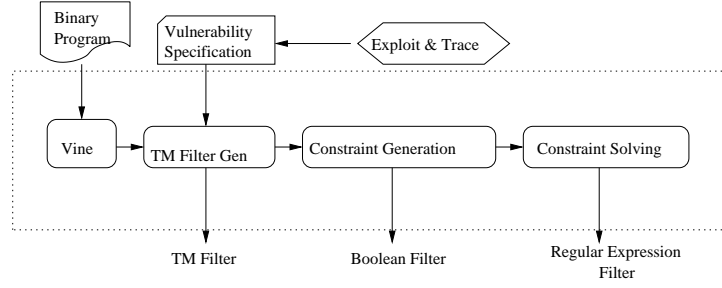 Binary
Program
Vulnerability
Specification
Exploit & Trace
Vine
TM Filter Gen
Constraint Generation
Constraint Solving
TM Filter
Boolean Filter
Regular Expression
Filter